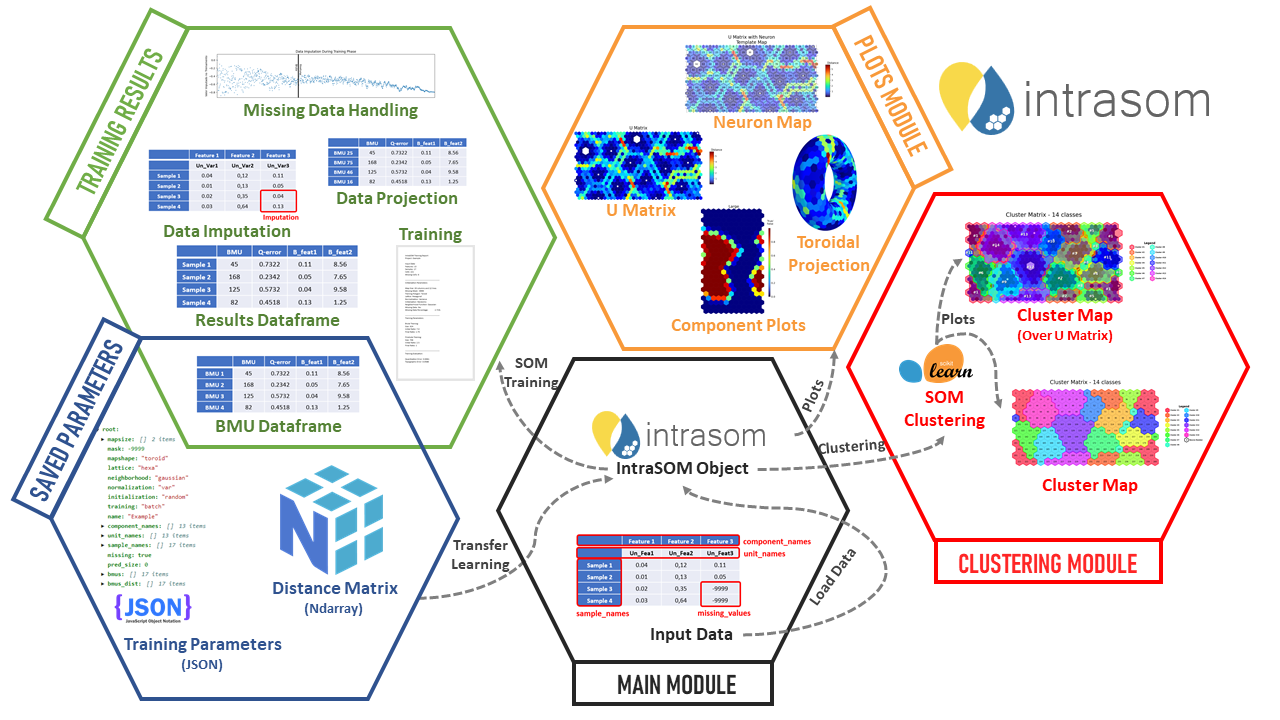 TRAINING RESULTS
Data Imputation During Training Phase
Missing Data Handling
Feature 1 Feature 2 Feature 3
Un_Var1 Un_Var2 Un_Var3
Sample 1 0.04 0,12 0.11
Sample 2 0.01 0,13 0.05
Sample 3 0.02 0,35 0.04
Sample 4 0.03 0,64 0.13
Imputation
Data Imputation
BMU Q-error B_feat1 B_feat2
BMU 25 45 0.7322 0.11 8.56
BMU 75 168 0.2342 0.05 7.65
BMU 46 125 0.5732 0.04 9.58
BMU 16 82 0.4518 0.13 1.25
Data Projection
BMU Q-error B_feat1 B_feat2
Sample 1 45 0.7322 0.11 8.56
Sample 2 168 0.2342 0.05 7.65
Sample 3 125 0.5732 0.04 9.58
Sample 4 82 0.4518 0.13 1.25
Results Dataframe
Training
SAVED PARAMETERS
BMU Q-error B_feat1 B_feat2
BMU 1 45 0.7322 0.11 8.56
BMU 2 168 0.2342 0.05 7.65
BMU 3 125 0.5732 0.04 9.58
BMU 4 82 0.4518 0.13 1.25
BMU Dataframe
root:
mapsize: [] 2 items
mask: -9999
mapshape: "toroid"
lattice: "hexa"
neighborhood: "gaussian"
normalization: "var"
initialization: "random"
training: "batch"
name: "Example"
component_names: [] 13 items
unit_names: [] 13 items
sample_names: [] 17 items
missing: true
pred_size: 0
bmus: [] 17 items
bmus_dist: [] 17 items
{JSON}
JavaScript Object Notation
Training Parameters
(JSON)
N
Distance Matrix
(Ndarray)
PLOTS MODULE
U Matrix with Neuron
Template Map
Distance
Neuron Map
U Matrix
Distance
U Matrix
Toroidal
Projection
Component Plots
intrasom
SOM
Training
Plots
Clustering
Transfer
Learning
Load Data
intrasom
IntraSOM Object
Feature 1 Feature 2 Feature 3 component_names
Un_Fea1 Un_Fea2 Un_Feat3 unit_names
Sample 1 0.04 0,12 0.11
Sample 2 0.01 0,13 0.05
Sample 3 0.02 0,35 -9999
Sample 4 0.03 0,64 -9999
sample_names missing_values
Input Data
MAIN MODULE
Cluster Matrix - 14 classes
Legend
Cluster Map
(Over U Matrix)
Plots
scikit
learn
SOM
Clustering
Cluster Matrix - 14 classes
Legend
Cluster Map
CLUSTERING MODULE